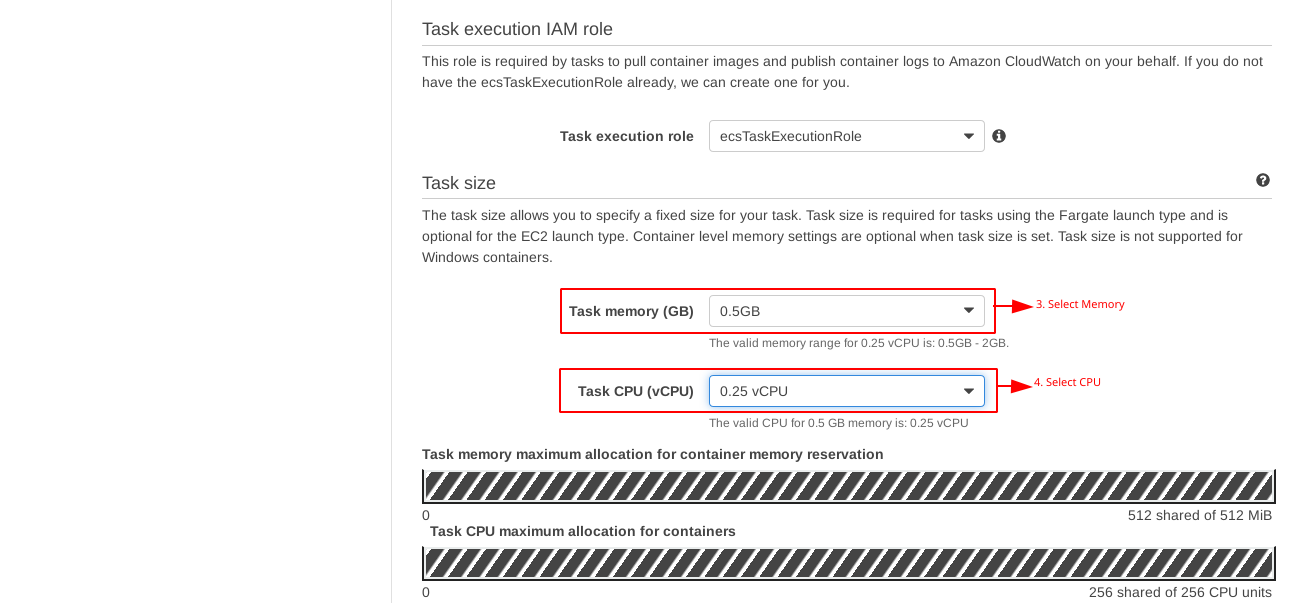 Task execution IAM role
This role is required by tasks to pull container images and publish container logs to Amazon CloudWatch on your behalf. If you do not
have the ecsTaskExecutionRole already, we can create one for you.
Task execution role ecsTaskExecutionRole
Task size
The task size allows you to specify a fixed size for your task. Task size is required for tasks using the Fargate launch type and is
optional for the EC2 launch type. Container level memory settings are optional when task size is set. Task size is not supported for
Windows containers.
Task memory (GB) 0.5GB 3. Select Memory
The valid memory range for 0.25 vCPU is: 0.5GB - 2GB.
Task CPU (vCPU) 0.25 vCPU 4. Select CPU
The valid CPU for 0.5 GB memory is: 0.25 vCPU
Task memory maximum allocation for container memory reservation
0 512 shared of 512 MiB
Task CPU maximum allocation for containers
0 256 shared of 256 CPU units